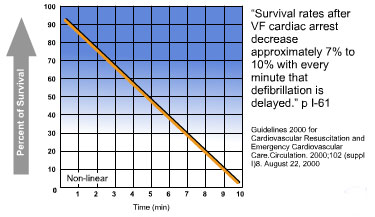 100
90
80
70
60
50
40
30
20
10
0
Percent of Survival
Non-linear
1 2 3 4 5 6 7 8 9 10
Time (min)
“Survival rates after
VF cardiac arrest
decrease
approximately 7% to
10% with every
minute that
defibrillation is
delayed.” p I-61
Guidelines 2000 for
Cardiovascular Resuscitation and
Emergency Cardiovascular
Care.Circulation. 2000;102 (suppl
I)8. August 22, 2000